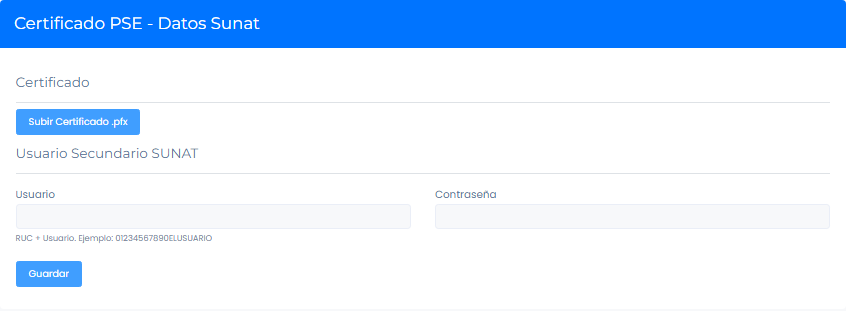 Certificado PSE - Datos Sunat
Certificado
Subir Certificado .pfx
Usuario Secundario SUNAT
Usuario
Contraseña
RUC + Usuario. Ejemplo: 01234567890ELUSUARIO
Guardar